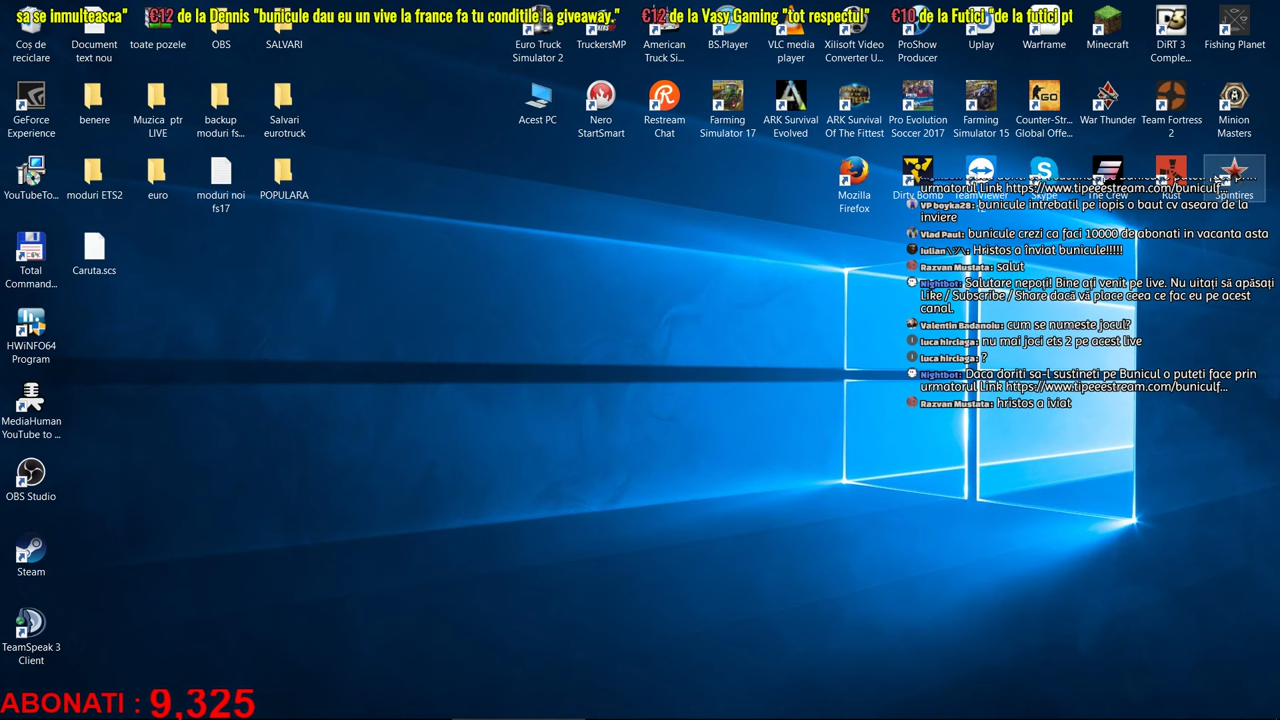 sa se inmulteasca" €12 de la Dennis "bunicule dau eu un vive la france fa tu conditiile la giveaway." €12 de la Vasy Gaming "tot respectul" €10 de la Futici "de la futici pt
Coș de reciclare
Document text nou
toate pozele
OBS
SALVARI
Euro Truck Simulator 2
TruckersMP
American Truck Si...
BS.Player
VLC media player
Xilisoft Video Converter U...
ProShow Producer
Uplay
Warframe
Minecraft
DiRT 3 Comple...
Fishing Planet
GeForce Experience
benere
Muzica ptr LIVE
backup moduri fs...
Salvari eurotruck
Acest PC
Nero StartSmart
Restream Chat
Farming Simulator 17
ARK Survival Evolved
ARK Survival Of The Fittest
Pro Evolution Soccer 2017
Farming Simulator 15
Counter-Str... Global Offe...
War Thunder
Team Fortress 2
Minion Masters
YouTubeTo...
moduri ETS2
euro
moduri noi fs17
POPULARA
Mozilla Firefox
Dirty Bomb
TeamViewer 12
Skype
The Crew
Rust
Spintires
urmatorul Link https://www.tipeeestream.com/buniculf...
VP boyka28: bunicule intrebatil pe iopis o baut cv aseara de la
inviere
Vlad Paul: bunicule crezi ca faci 10000 de abonati in vacanta asta
Iulian: Hristos a înviat bunicule!!!!!
Razvan Mustata: salut
Nightbot: Salutare nepoți! Bine ați venit pe live. Nu uitați să apăsați
Like / Subscribe / Share dacă vă place ceea ce fac eu pe acest
canal.
Valentin Badanoiu: cum se numeste jocul?
luca hirciaga: nu mai joci ets 2 pe acest live
luca hirciaga: ?
Nightbot: Daca doriti sa-l sustineti pe Bunicul o puteti face prin
urmatorul Link https://www.tipeeestream.com/buniculf...
Razvan Mustata: hristos a iviat
Total Comman­d...
Caruta.scs
HWiNFO64 Program
MediaHuman YouTube to ...
OBS Studio
Steam
TeamSpeak 3 Client
ABONATI : 9,325